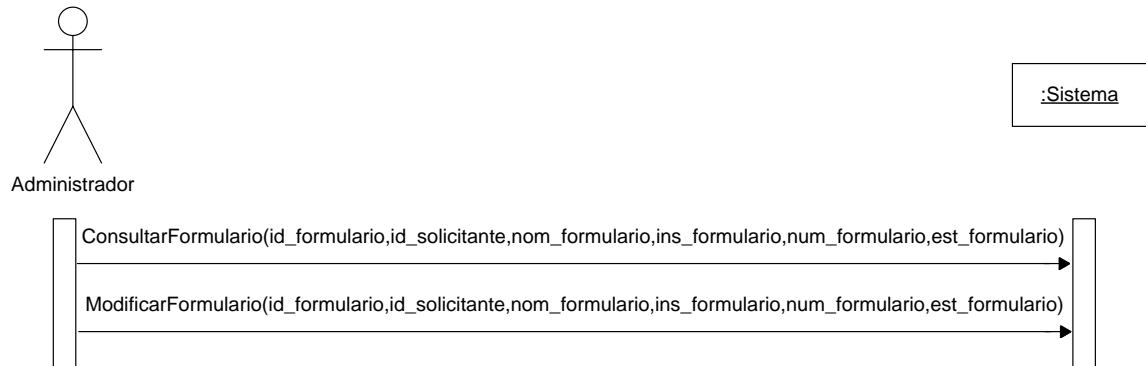 :Sistema
Administrador
ConsultarFormulario(id_formulario,id_solicitante,nom_formulario,ins_formulario,num_formulario,est_formulario)
ModificarFormulario(id_formulario,id_solicitante,nom_formulario,ins_formulario,num_formulario,est_formulario)